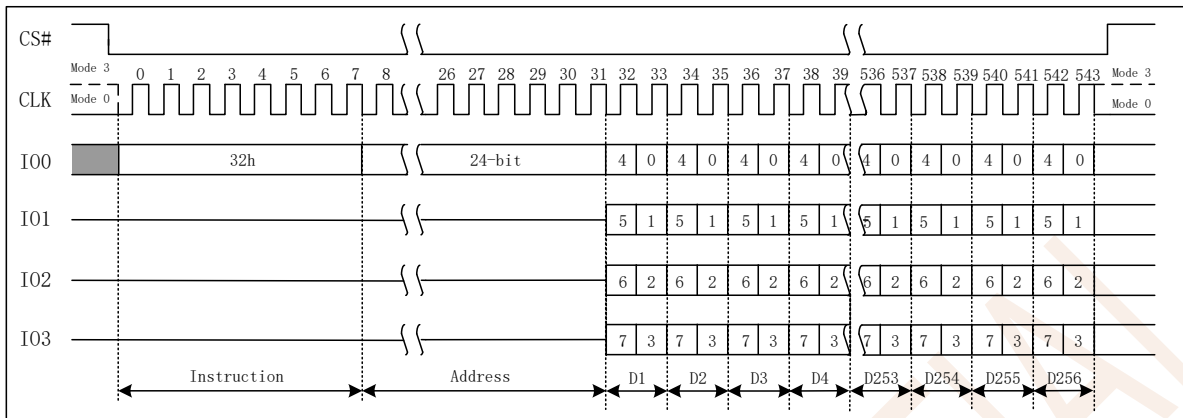 CS#
Mode 3 0 1 2 3 4 5 6 7 8 26 27 28 29 30 31 32 33 34 35 36 37 38 39 536 537 538 539 540 541 542 543 Mode 3
CLK Mode 0 Mode 0
IO0 32h 24-bit 4 0 4 0 4 0 4 0 4 0 4 0 4 0 4 0
IO1 5 1 5 1 5 1 5 1 5 1 5 1 5 1 5 1
IO2 6 2 6 2 6 2 6 2 6 2 6 2 6 2 6 2
IO3 7 3 7 3 7 3 7 3 7 3 7 3 7 3 7 3
Instruction Address D1 D2 D3 D4 D253 D254 D255 D256